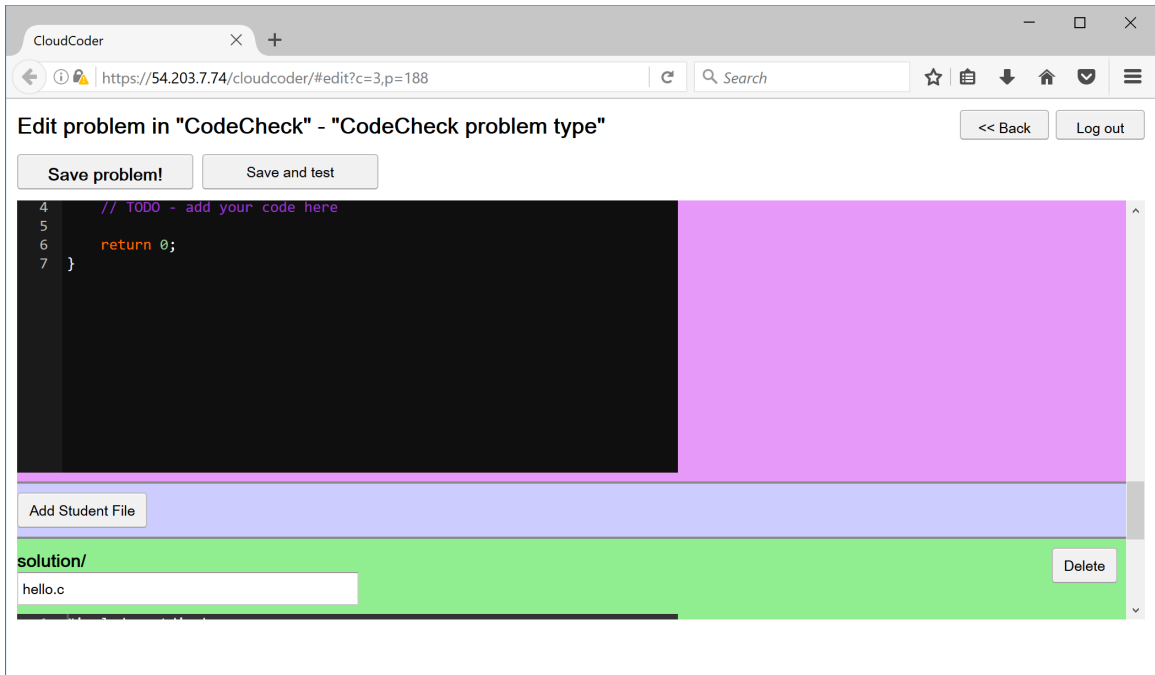 CloudCoder
https://54.203.7.74/cloudcoder/#edit?c=3,p=188
Search
Edit problem in "CodeCheck" - "CodeCheck problem type"
<< Back
Log out
Save problem!
Save and test
4 // TODO - add your code here
5
6 return 0;
7 }
Add Student File
solution/
Delete
hello.c